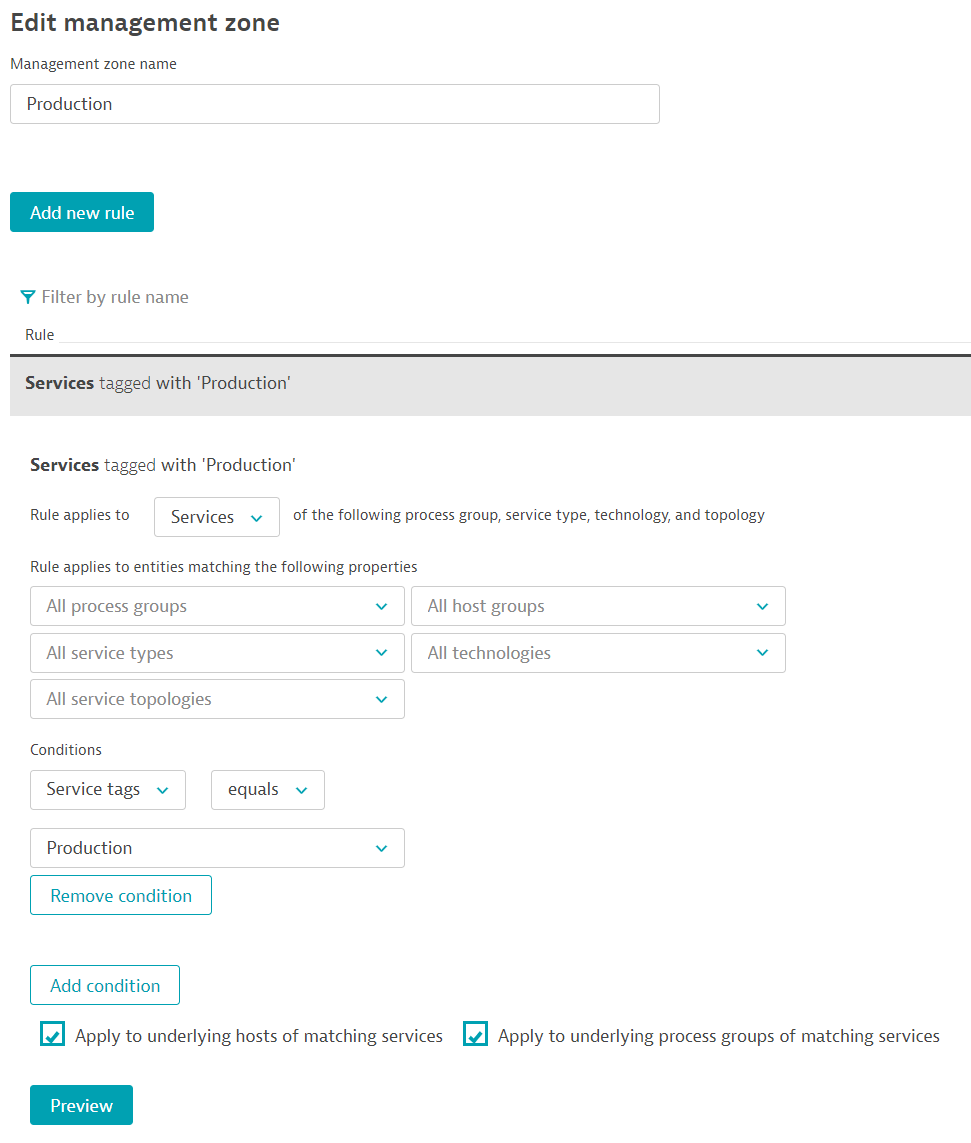 Edit management zone
Management zone name
Production
Add new rule
Filter by rule name
Rule
Services tagged with 'Production'
Services tagged with 'Production'
Rule applies to Services of the following process group, service type, technology, and topology
Rule applies to entities matching the following properties
All process groups All host groups
All service types All technologies
All service topologies
Conditions
Service tags equals
Production
Remove condition
Add condition
Apply to underlying hosts of matching services Apply to underlying process groups of matching services
Preview